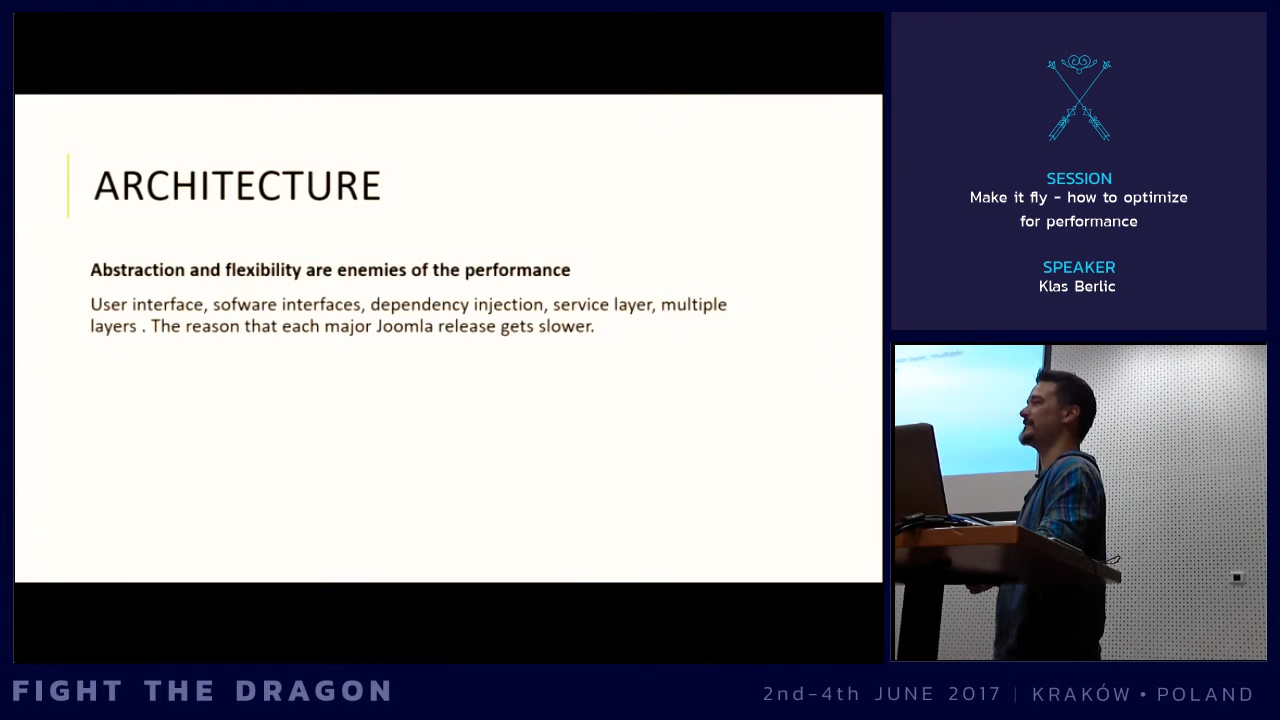 ARCHITECTURE
Abstraction and flexibility are enemies of the performance
User interface, sofware interfaces, dependency injection, service layer, multiple
layers . The reason that each major Joomla release gets slower.
SESSION
Make it fly - how to optimize
for performance
SPEAKER
Klas Berlic
FIGHT THE DRAGON
2nd-4th JUNE 2017 | KRAKÓW • POLAND